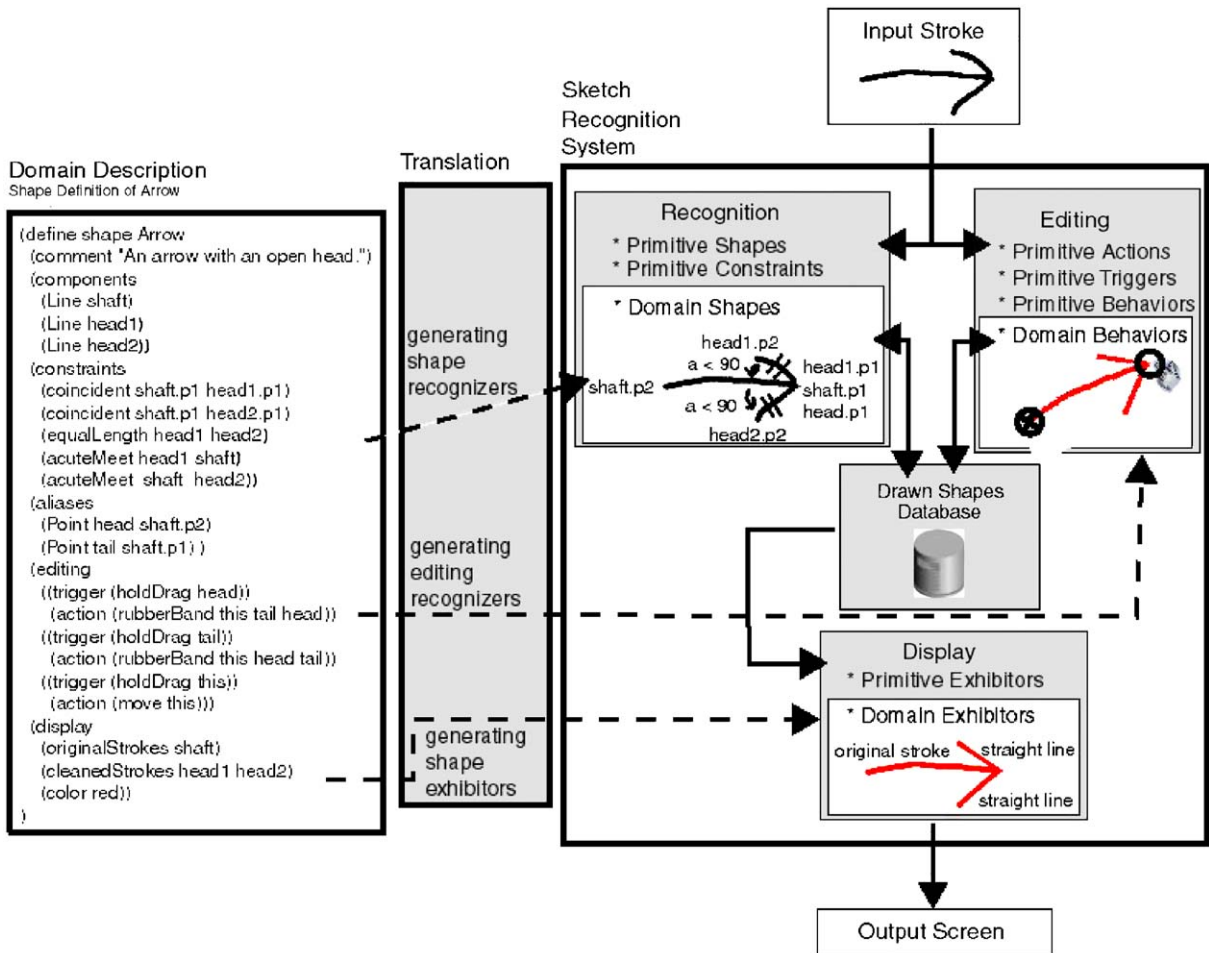 Input Stroke
Sketch
Recognition
System
Domain Description
Shape Definition of Arrow
(define shape Arrow
(comment "An arrow with an open head.")
(components
(Line shaft)
(Line head1)
(Line head2))
(constraints
(coincident shaft.p1 head1.p1)
(coincident shaft.p1 head2.p1)
(equalLength head1 head2)
(acuteMeet head1 shaft)
(acuteMeet shaft head2))
(aliases
(Point head shaft.p2)
(Point tail shaft.p1) )
(editing
((trigger (holdDrag head))
(action (rubberBand this tail head))
((trigger (holdDrag tail))
(action (rubberBand this head tail))
((trigger (holdDrag this))
(action (move this)))
(display
(originalStrokes shaft)
(cleanedStrokes head1 head2)
(color red))
)
Translation
generating
shape
recognizers
generating
editing
recognizers
generating
shape
exhibitors
Recognition
* Primitive Shapes
* Primitive Constraints
* Domain Shapes
head1.p2
a < 90
head1.p1
shaft.p2
shaft.p1
a < 90
head.p1
head2.p2
Editing
* Primitive Actions
* Primitive Triggers
* Primitive Behaviors
* Domain Behaviors
Drawn Shapes
Database
Display
* Primitive Exhibitors
* Domain Exhibitors
original stroke
straight line
straight line
Output Screen